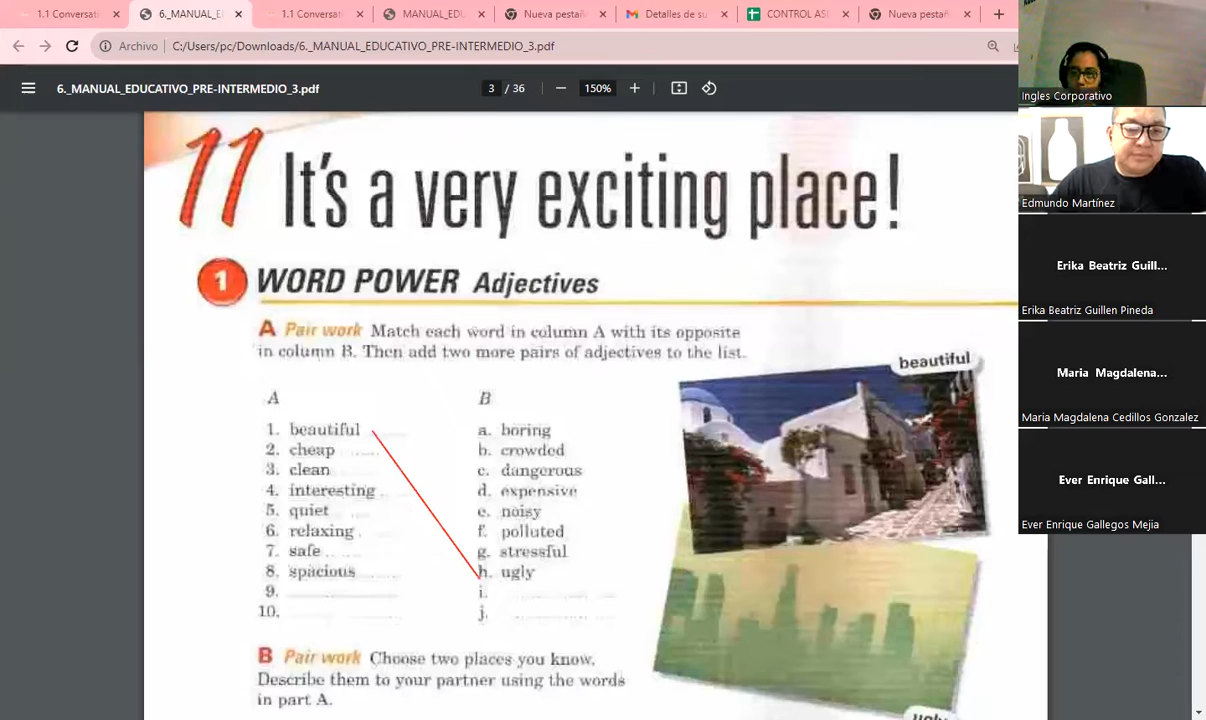 1.1 Conversat
6._MANUAL_E
1.1 Conversat
MANUAL_EDU
Nueva pestañ
Detalles de su
CONTROL ASI
Nueva pestañ
Archivo
C:/Users/pc/Downloads/6._MANUAL_EDUCATIVO_PRE-INTERMEDIO_3.pdf
6._MANUAL_EDUCATIVO_PRE-INTERMEDIO_3.pdf
3 / 36
150%
11 It's a very exciting place!
1 WORD POWER Adjectives
A Pair work Match each word in column A with its opposite
in column B. Then add two more pairs of adjectives to the list.
A
B
1. beautiful
a. boring
2. cheap
b. crowded
3. clean
c. dangerous
4. interesting
d. expensive
5. quiet
e. noisy
6. relaxing
f. polluted
7. safe
g. stressful
8. spacious
h. ugly
9.
i.
10.
j.
B Pair work Choose two places you know.
Describe them to your partner using the words
in part A.
beautiful
ugly
Ingles Corporativo
Edmundo Martínez
Erika Beatriz Guill...
Erika Beatriz Guillen Pineda
Maria Magdalena...
Maria Magdalena Cedillos Gonzalez
Ever Enrique Gall...
Ever Enrique Gallegos Mejia